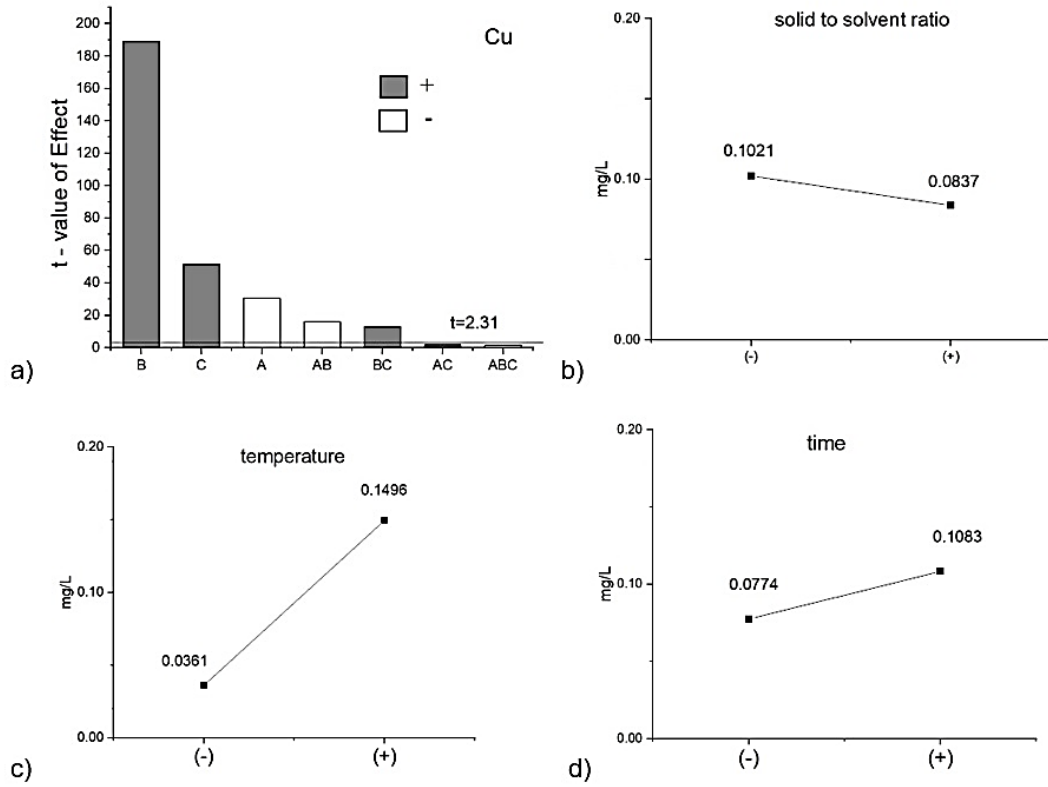 200
190
180
160
140
120
100
80
60
40
20
0
t - value of Effect
Cu
+
-
t=2.31
B C A AB BC AC ABC
a)
solid to solvent ratio
0.20
0.10
0.00
mg/L
0.1021
0.0837
(-) (+)
b)
temperature
0.20
0.10
0.00
mg/L
0.1496
0.0361
(-) (+)
c)
time
0.20
0.10
0.00
mg/L
0.1083
0.0774
(-) (+)
d)